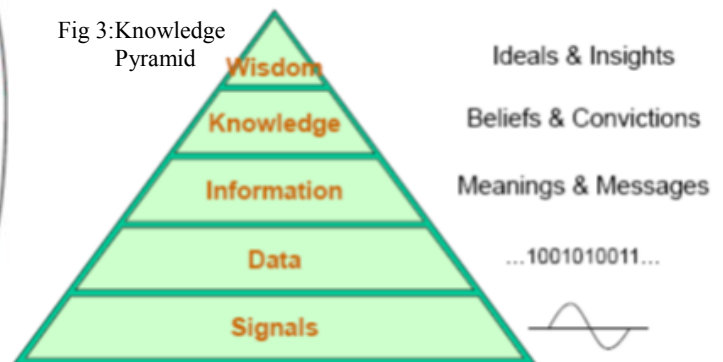 Fig 3:Knowledge
Pyramid
Wisdom
Ideals & Insights
Knowledge
Beliefs & Convictions
Information
Meanings & Messages
Data
...1001010011...
Signals